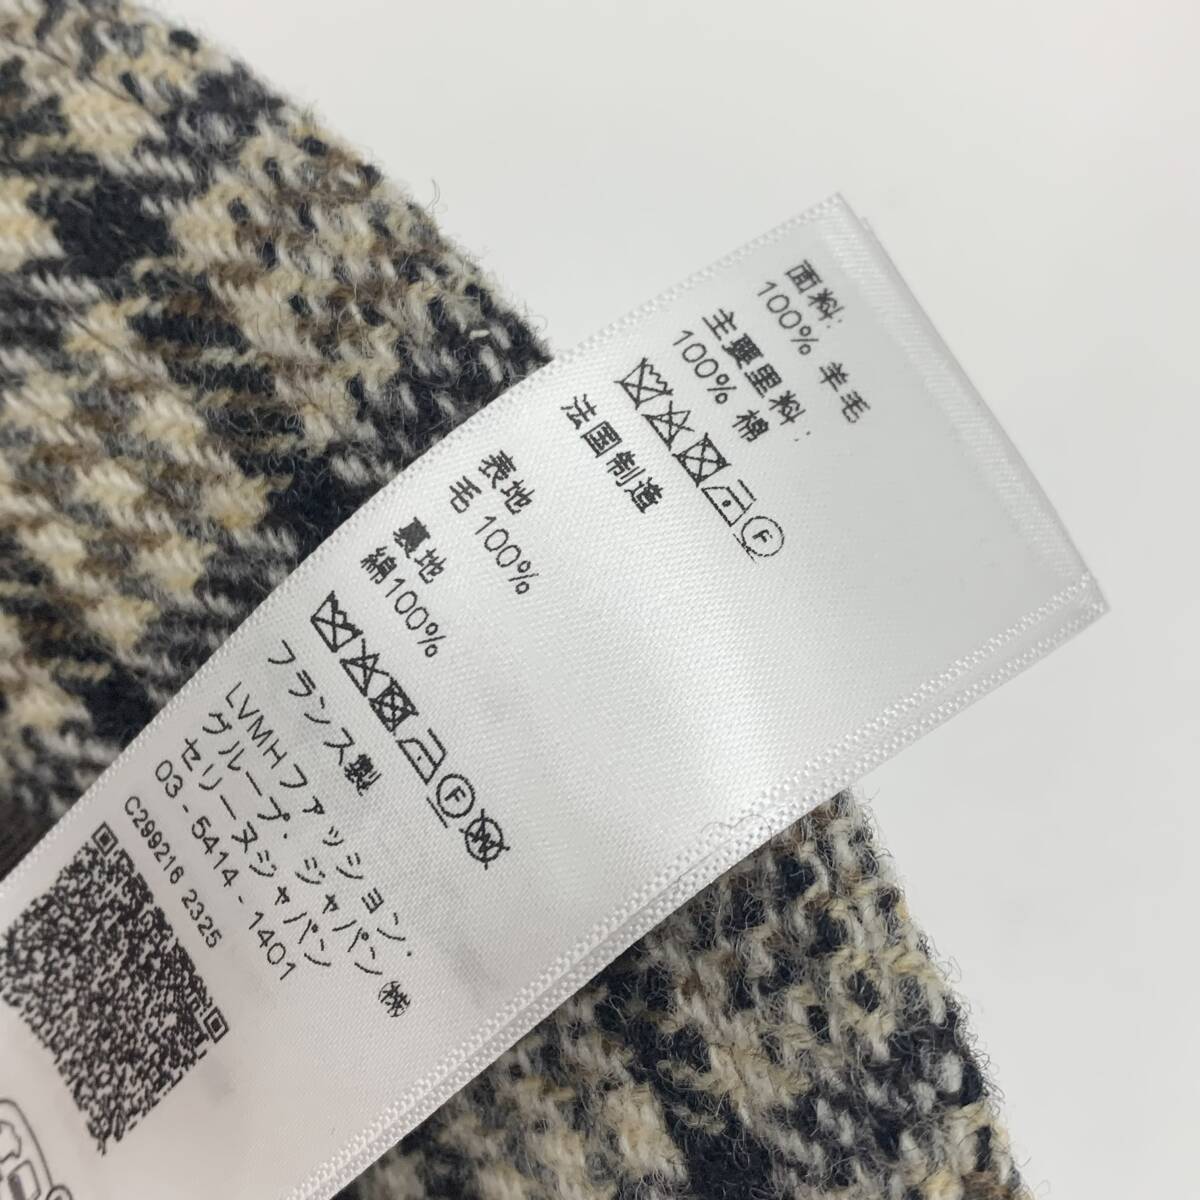 面料:
100% 羊毛
主要里料:
100% 棉
F
法国制造
表地
毛 100%
裏地
綿100%
F
W
フランス製
LVMHファッション.
グループ.ジャパン㈱
セリーヌジャパン
03-5414-1401
C299216 2325